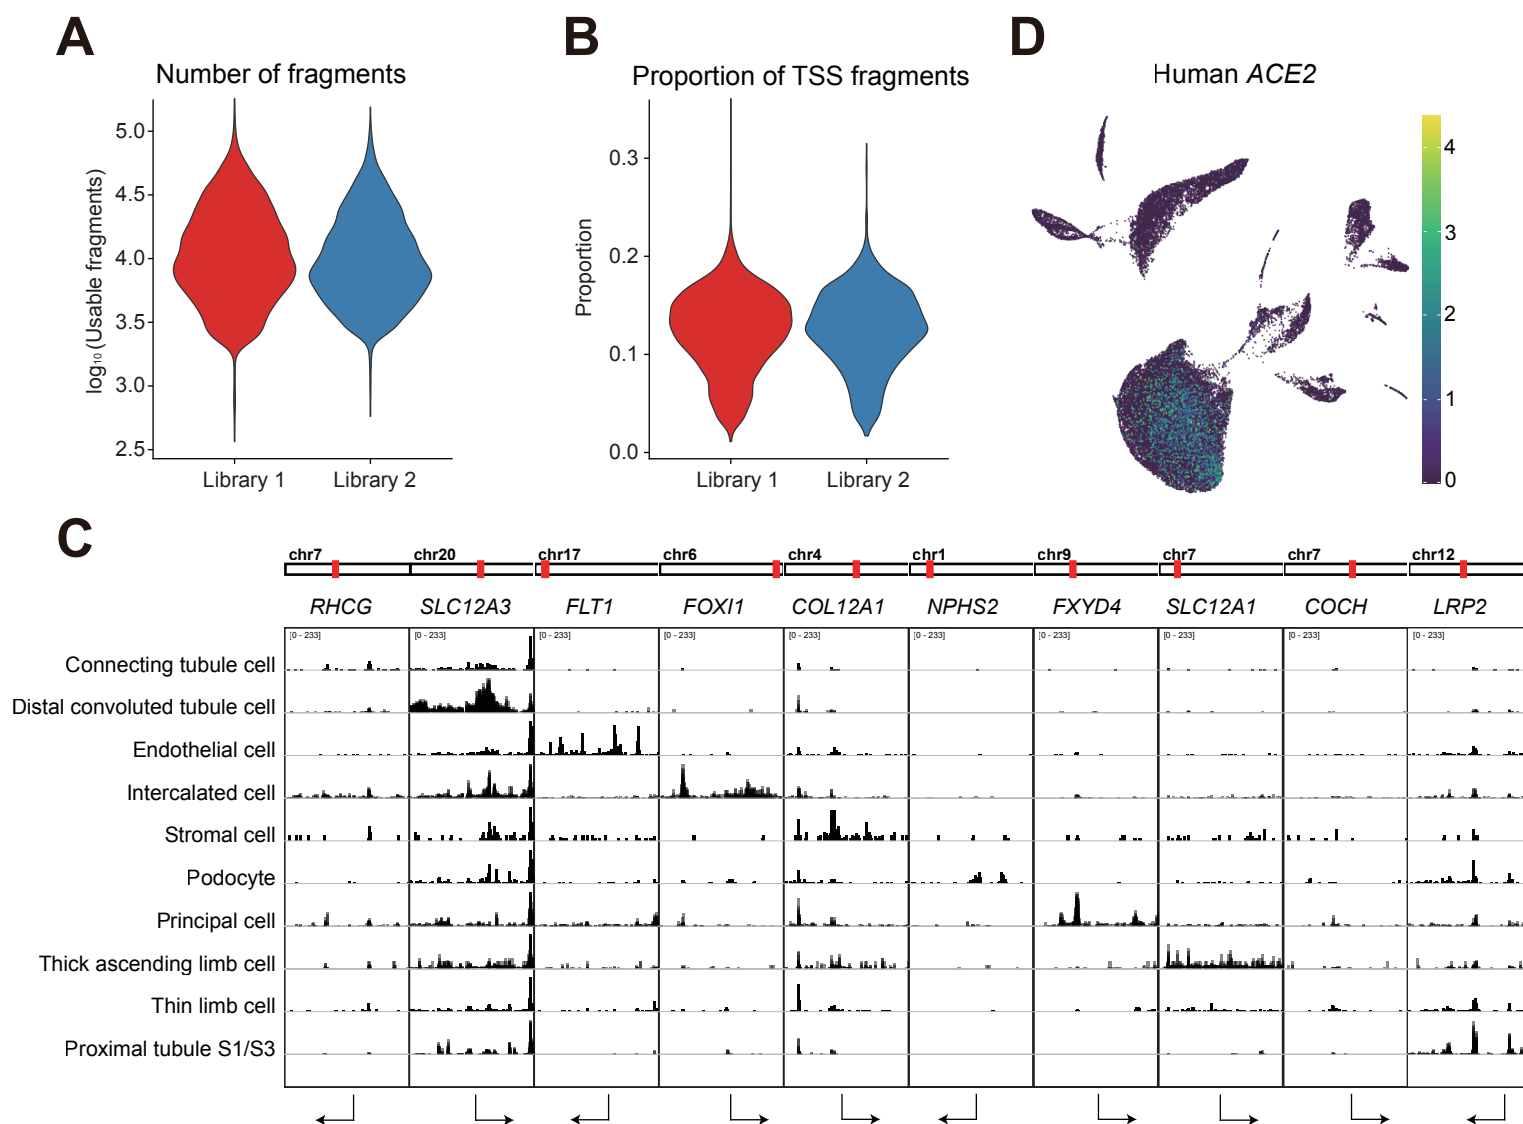 A
Number of fragments
log₁₀ (Usable fragments)
5.0
4.5
4.0
3.5
3.0
2.5
Library 1
Library 2
B
Proportion of TSS fragments
Proportion
0.3
0.2
0.1
0.0
Library 1
Library 2
D
Human ACE2
4
3
2
1
0
C
chr7 chr20 chr17 chr6 chr4 chr1 chr9 chr7 chr7 chr12
RHCG SLC12A3 FLT1 FOXI1 COL12A1 NPHS2 FXYD4 SLC12A1 COCH LRP2
[0 - 233] [0 - 233] [0 - 233] [0 - 233] [0 - 233] [0 - 233] [0 - 233] [0 - 233] [0 - 233] [0 - 233]
Connecting tubule cell
Distal convoluted tubule cell
Endothelial cell
Intercalated cell
Stromal cell
Podocyte
Principal cell
Thick ascending limb cell
Thin limb cell
Proximal tubule S1/S3